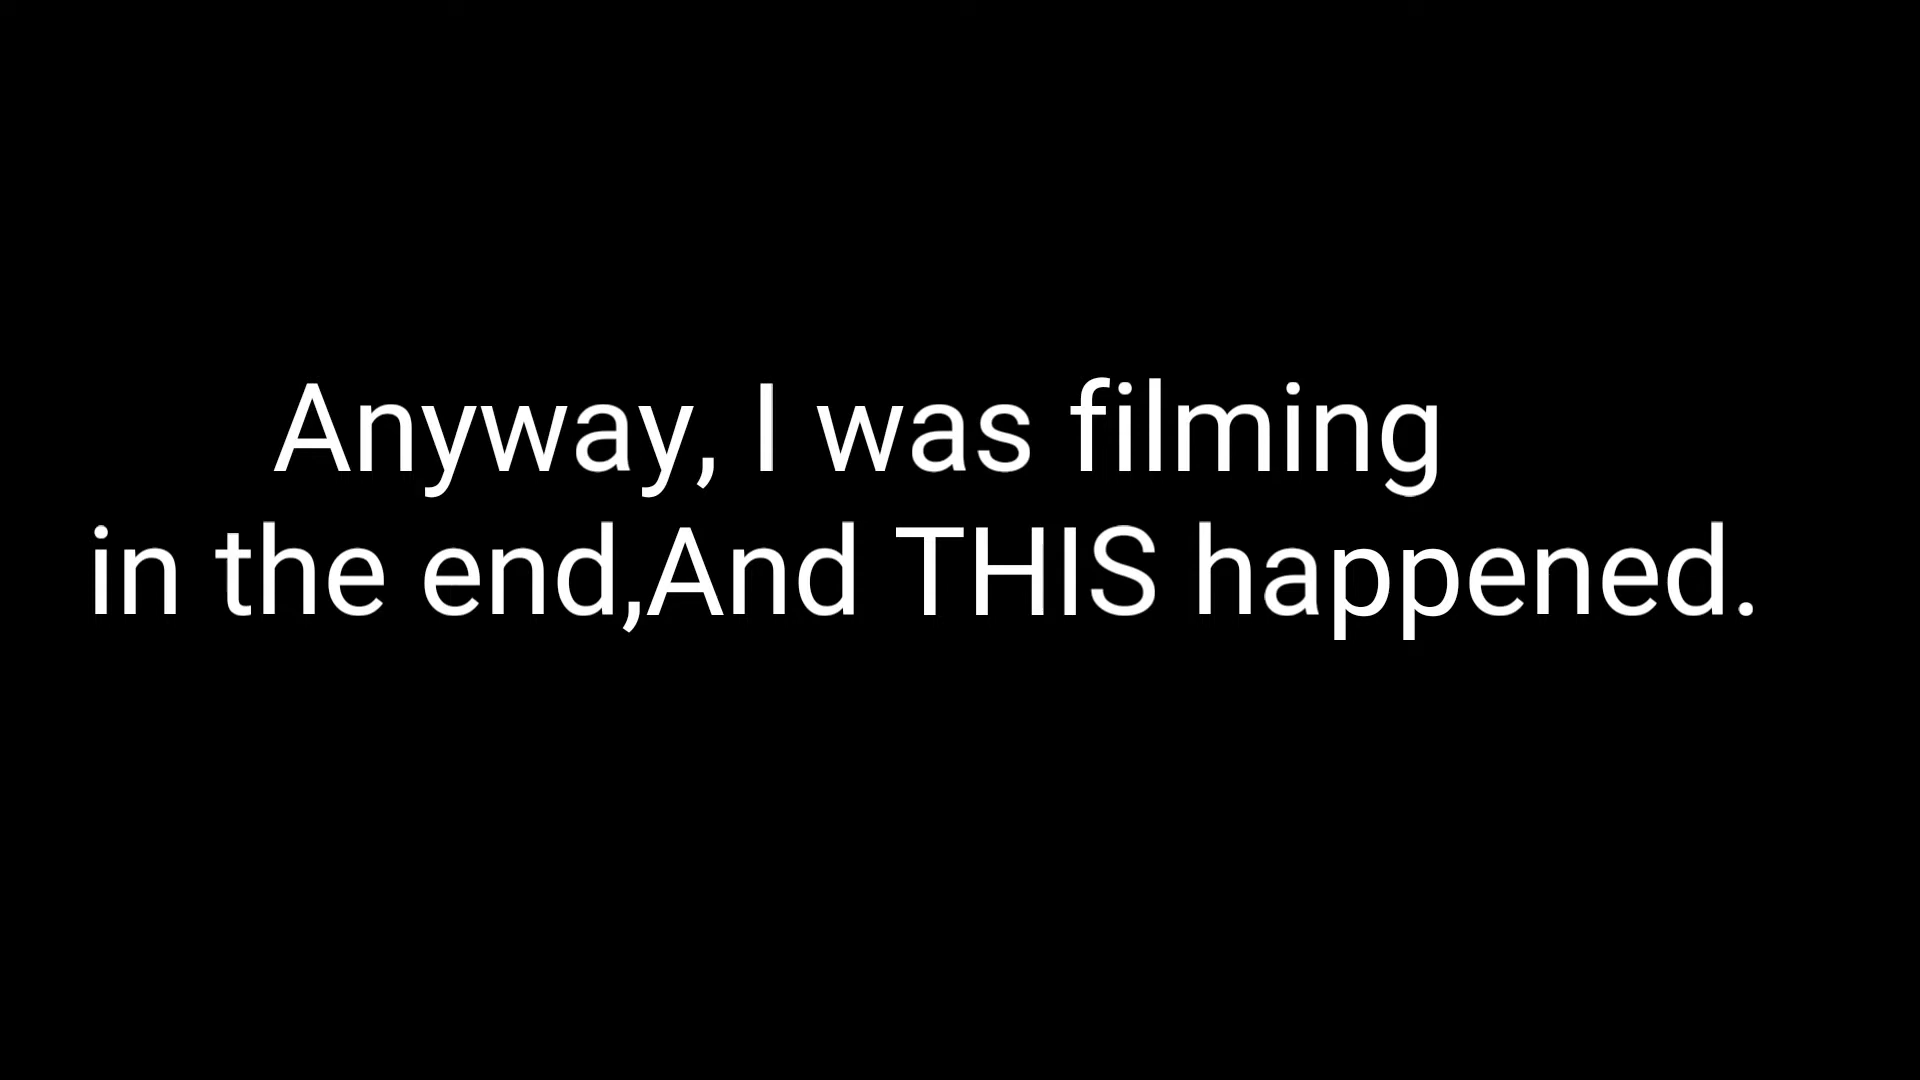 Anyway, I was filming
in the end,And THIS happened.